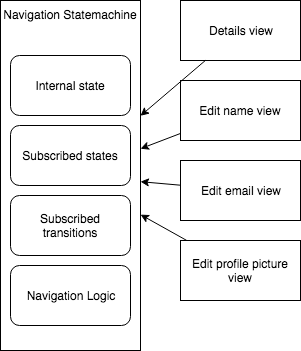 Navigation Statemachine
Internal state
Subscribed states
Subscribed
transitions
Navigation Logic
Details view
Edit name view
Edit email view
Edit profile picture
view